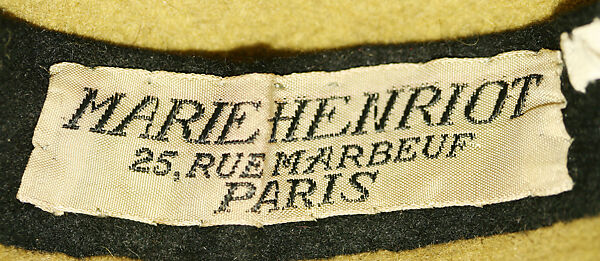 MARIE HENRIOT
25, RUE MARBEUF
PARIS